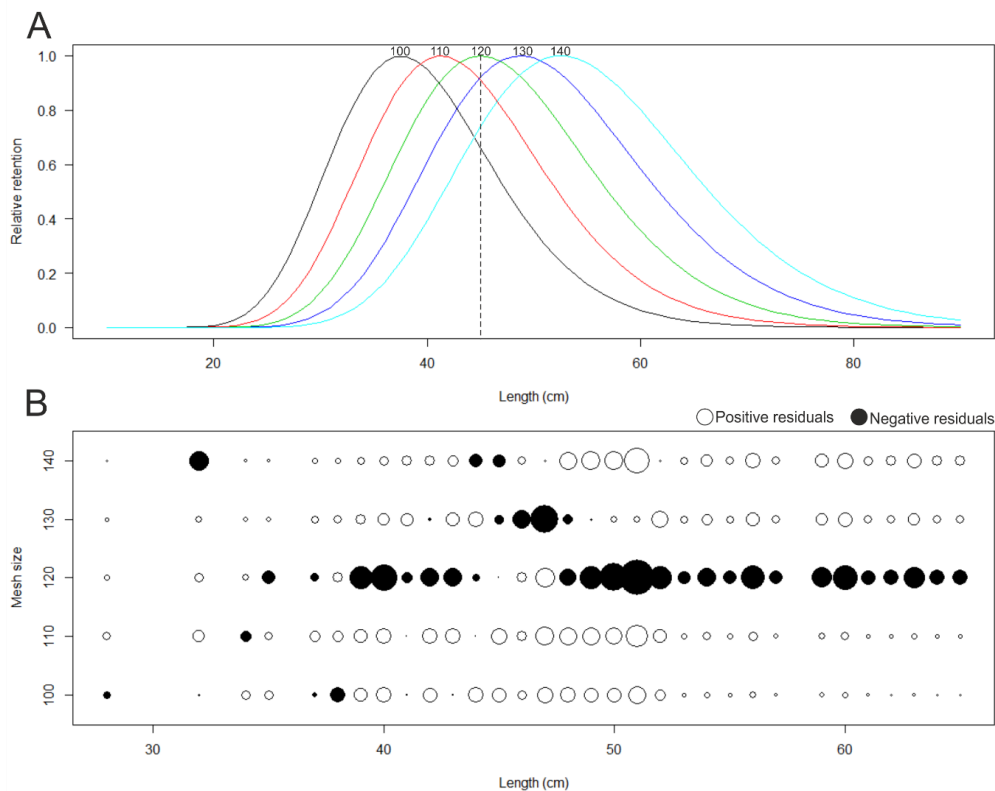 A
100 110 120 130 140
1.0
0.8
0.6
0.4
0.2
0.0
Relative retention
20 40 60 80
Length (cm)
B
Positive residuals Negative residuals
140
130
120
110
100
Mesh size
30 40 50 60
Length (cm)